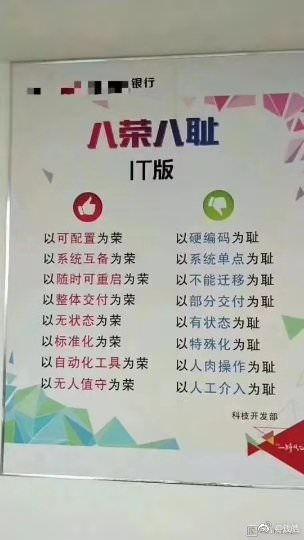 银行
八荣八耻
IT版
以可配置为荣
以硬编码为耻
以系统互备为荣
以系统单点为耻
以随时可重启为荣
以不能迁移为耻
以整体交付为荣
以部分交付为耻
以无状态为荣
以有状态为耻
以标准化为荣
以特殊化为耻
以自动化工具为荣
以人肉操作为耻
以无人值守为荣
以人工介入为耻
科技开发部